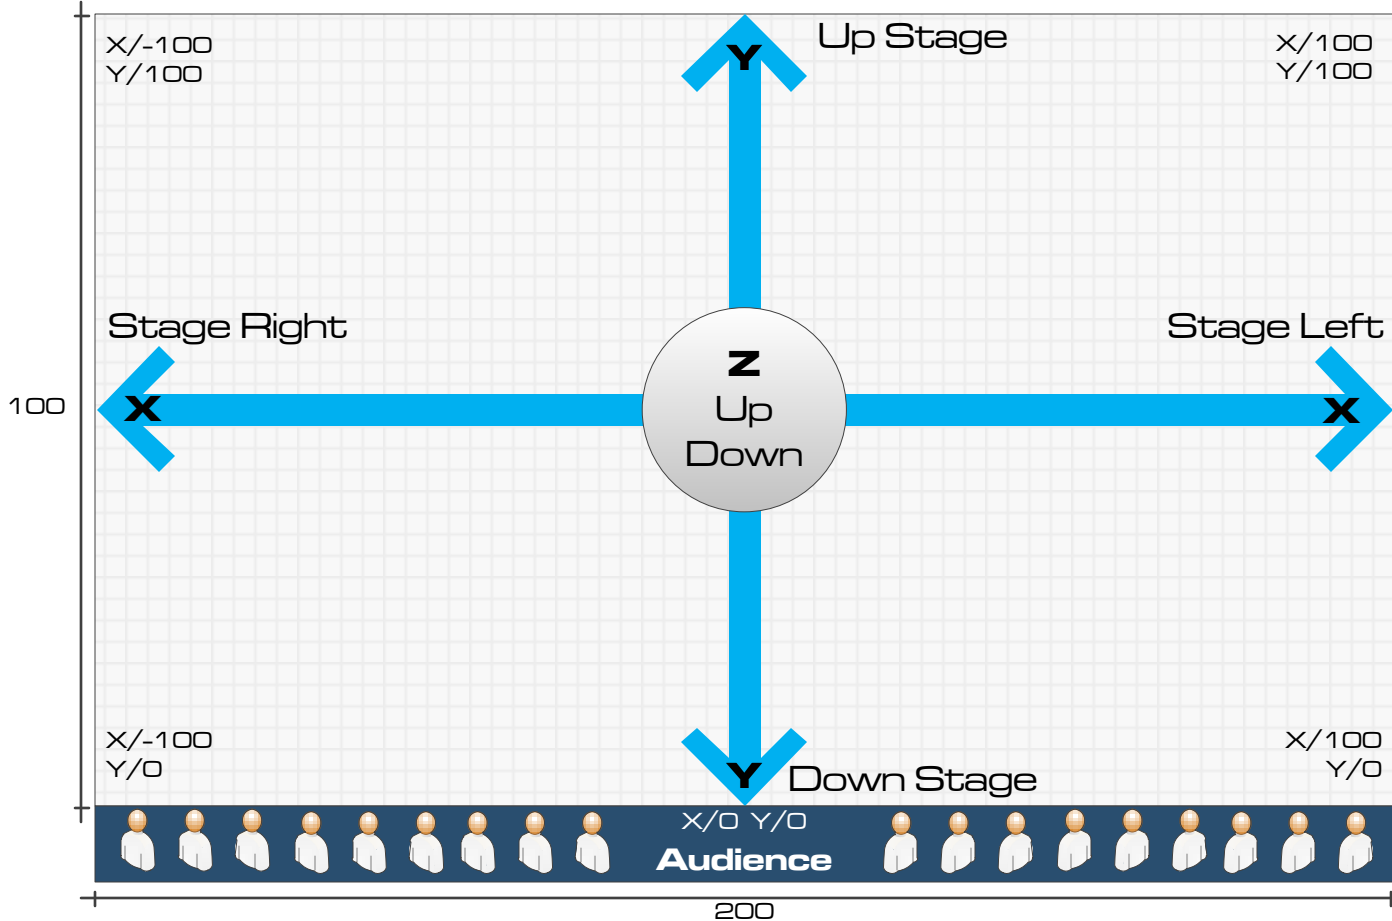 X/-100
Y/100
Y
Up Stage
X/100
Y/100
Stage Right
Stage Left
100
X
Z
Up
Down
X
X/-100
Y/0
Y
Down Stage
X/100
Y/0
X/0 Y/0
Audience
200